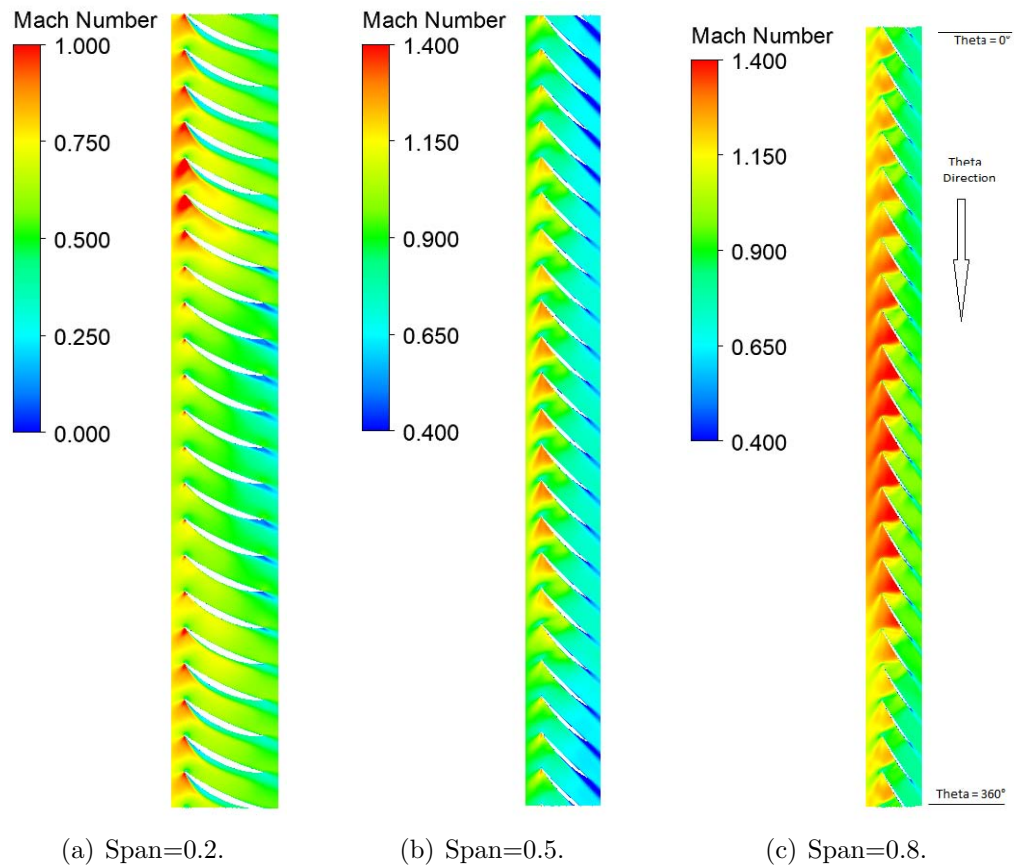 Mach Number
1.000
0.750
0.500
0.250
0.000
(a) Span=0.2.
Mach Number
1.400
1.150
0.900
0.650
0.400
(b) Span=0.5.
Mach Number
1.400
1.150
0.900
0.650
0.400
Theta = 0°
Theta
Direction
Theta = 360°
(c) Span=0.8.